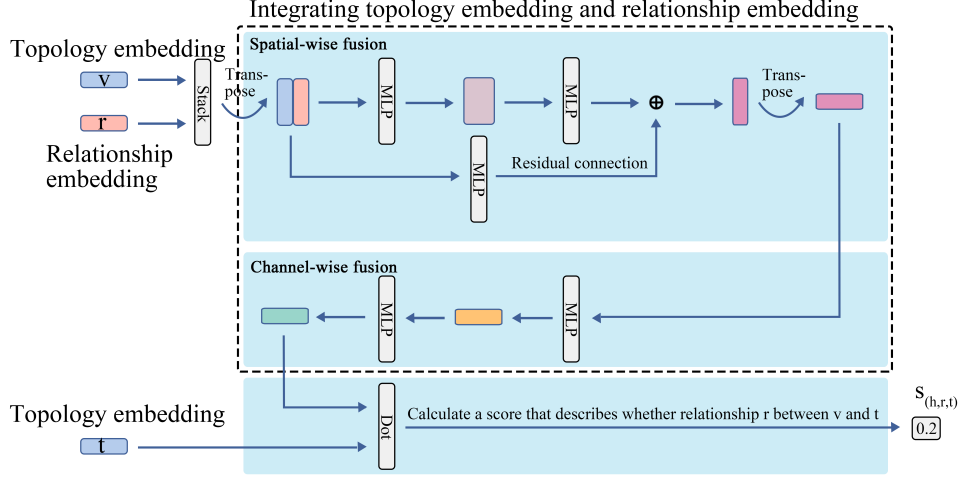 Integrating topology embedding and relationship embedding
Topology embedding
v
r
Relationship
embedding
Stack
Trans-
pose
Spatial-wise fusion
MLP
MLP
⊕
MLP
Residual connection
Trans-
pose
Channel-wise fusion
MLP
MLP
Topology embedding
t
Dot
Calculate a score that describes whether relationship r between v and t
s(h,r,t)
0.2